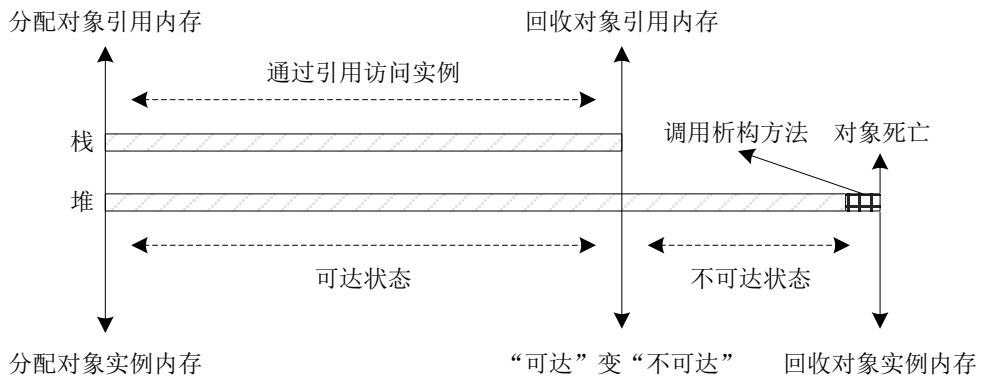 分配对象引用内存
回收对象引用内存
通过引用访问实例
调用析构方法
对象死亡
栈
堆
可达状态
不可达状态
分配对象实例内存
“可达”变“不可达”
回收对象实例内存